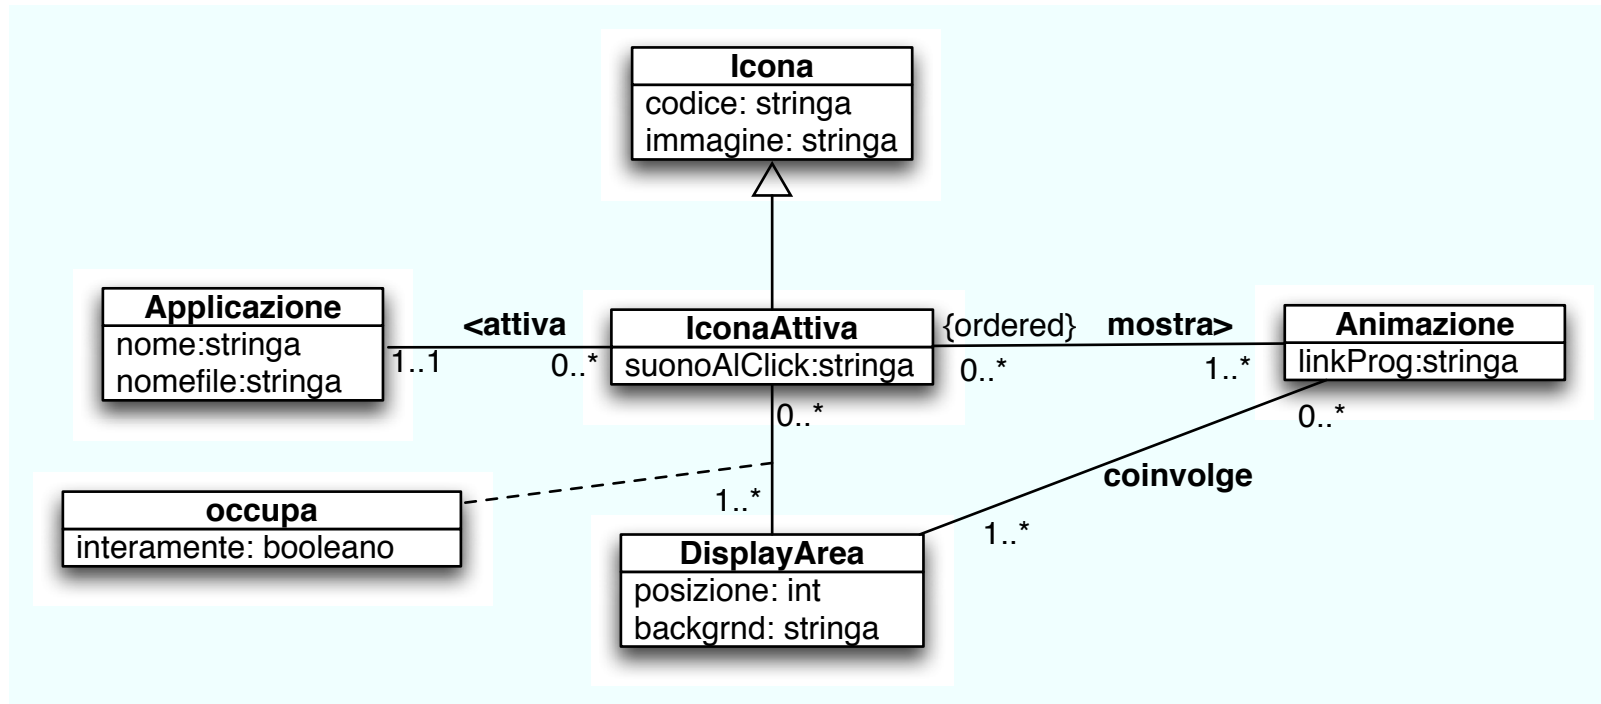 Icona
codice: stringa
immagine: stringa
Applicazione
nome:stringa
nomefile:stringa
<attiva
1..1
0..*
IconaAttiva
suonoAlClick:stringa
{ordered}
mostra>
0..*
1..*
Animazione
linkProg:stringa
0..*
0..*
coinvolge
1..*
1..*
occupa
interamente: booleano
DisplayArea
posizione: int
backgrnd: stringa